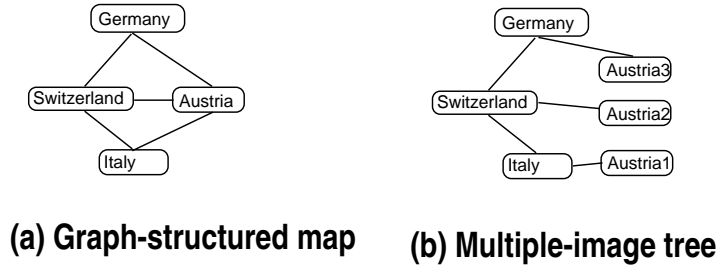 Germany
Switzerland
Austria
Italy
(a) Graph-structured map
Germany
Austria3
Switzerland
Austria2
Italy
Austria1
(b) Multiple-image tree